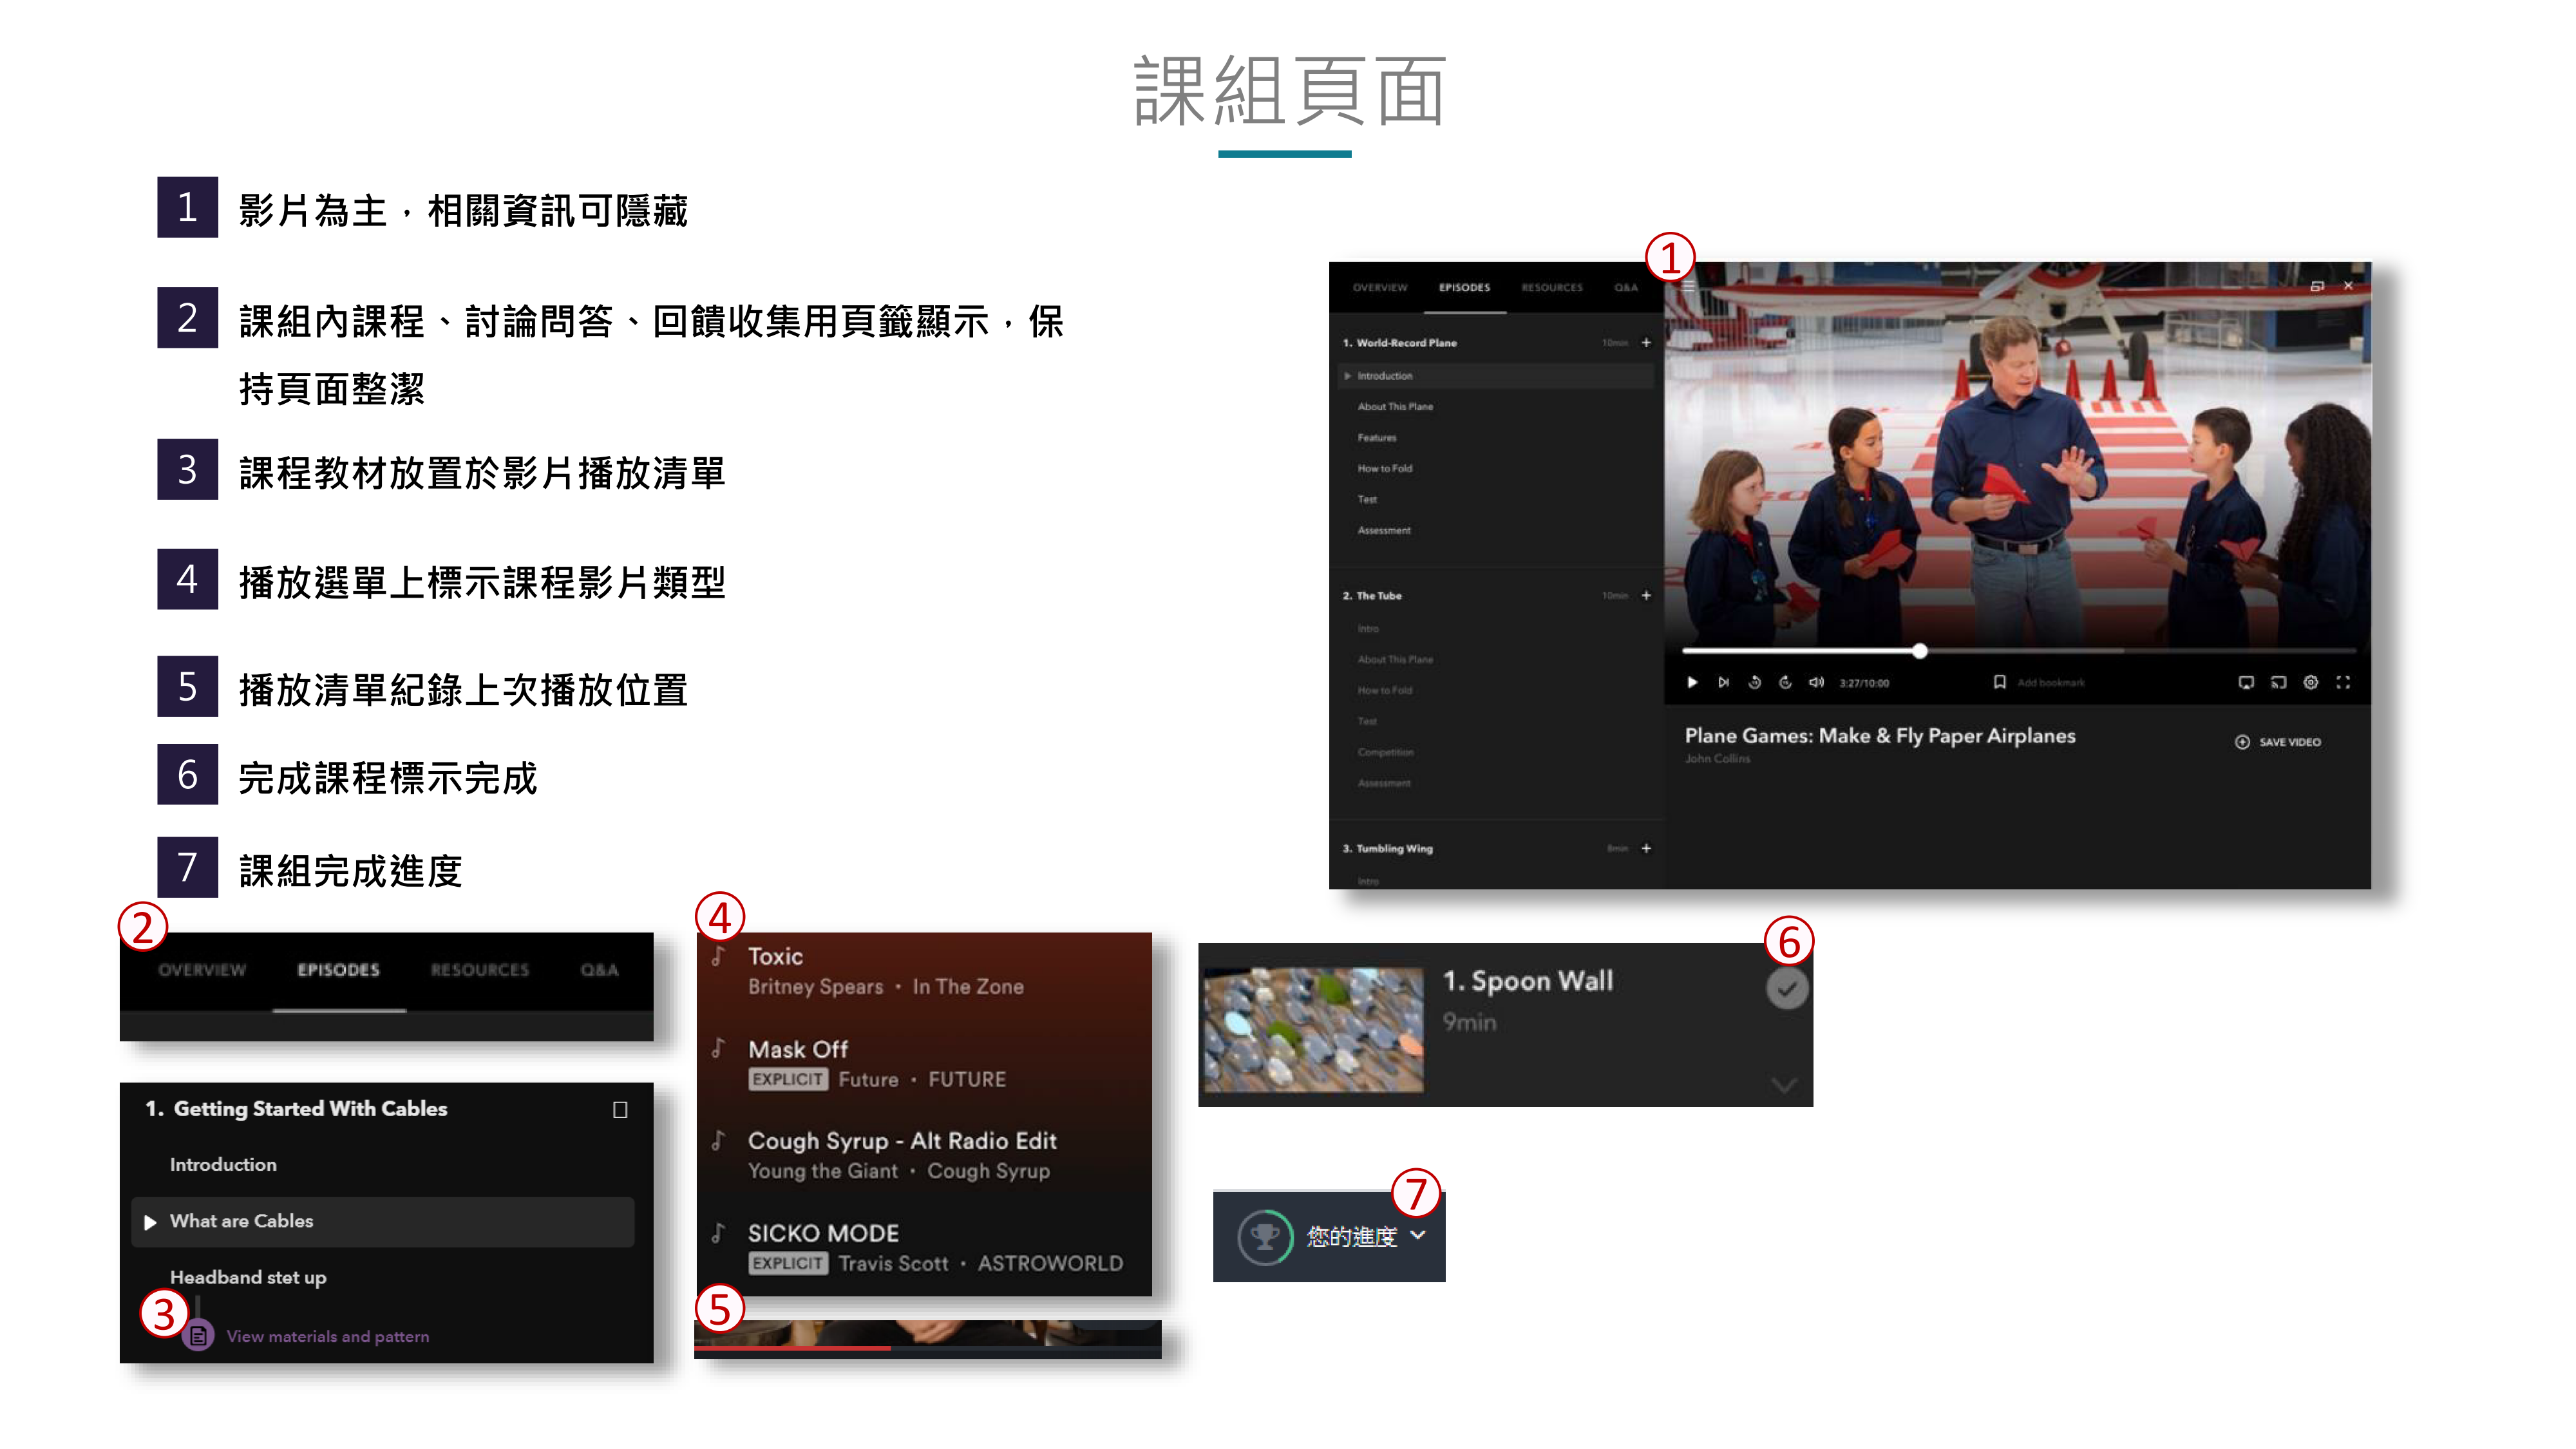 課組頁面
1 影片為主，相關資訊可隱藏
2 課組內課程、討論問答、回饋收集用頁籤顯示，保
持頁面整潔
3 課程教材放置於影片播放清單
4 播放選單上標示課程影片類型
5 播放清單紀錄上次播放位置
6 完成課程標示完成
7 課組完成進度
①
OVERVIEW EPISODES RESOURCES Q&A
1. World-Record Plane 10min +
Introduction
About This Plane
Features
How to Fold
Test
Assessment
2. The Tube 10min +
Intro
About This Plane
How to Fold
Test
Competition
Assessment
3. Tumbling Wing 8min +
Intro
3:27/10:00 Add bookmark
Plane Games: Make & Fly Paper Airplanes
John Collins
SAVE VIDEO
②
OVERVIEW EPISODES RESOURCES Q&A
1. Getting Started With Cables
Introduction
What are Cables
Headband stet up
③
View materials and pattern
④
Toxic
Britney Spears • In The Zone
Mask Off
EXPLICIT Future • FUTURE
Cough Syrup - Alt Radio Edit
Young the Giant • Cough Syrup
SICKO MODE
EXPLICIT Travis Scott • ASTROWORLD
⑤
⑥
1. Spoon Wall
9min
⑦
您的進度